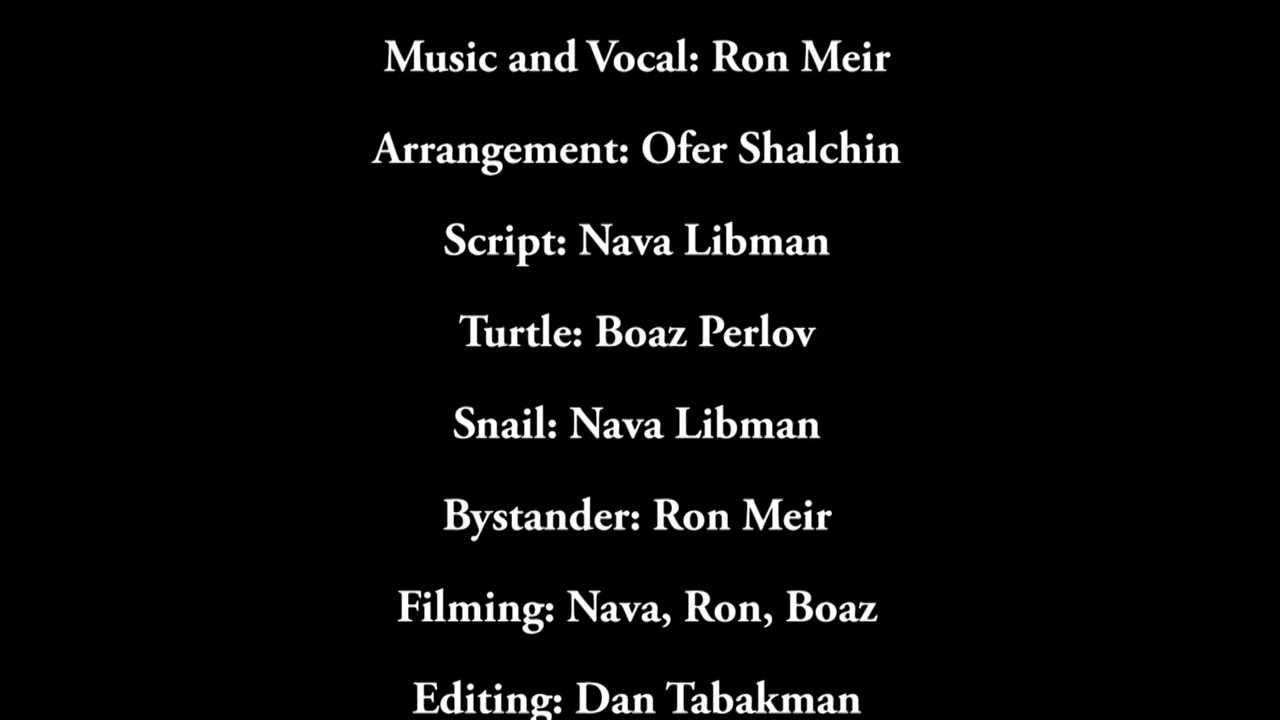 Music and Vocal: Ron Meir
Arrangement: Ofer Shalchin
Script: Nava Libman
Turtle: Boaz Perlov
Snail: Nava Libman
Bystander: Ron Meir
Filming: Nava, Ron, Boaz
Editing: Dan Tabakman